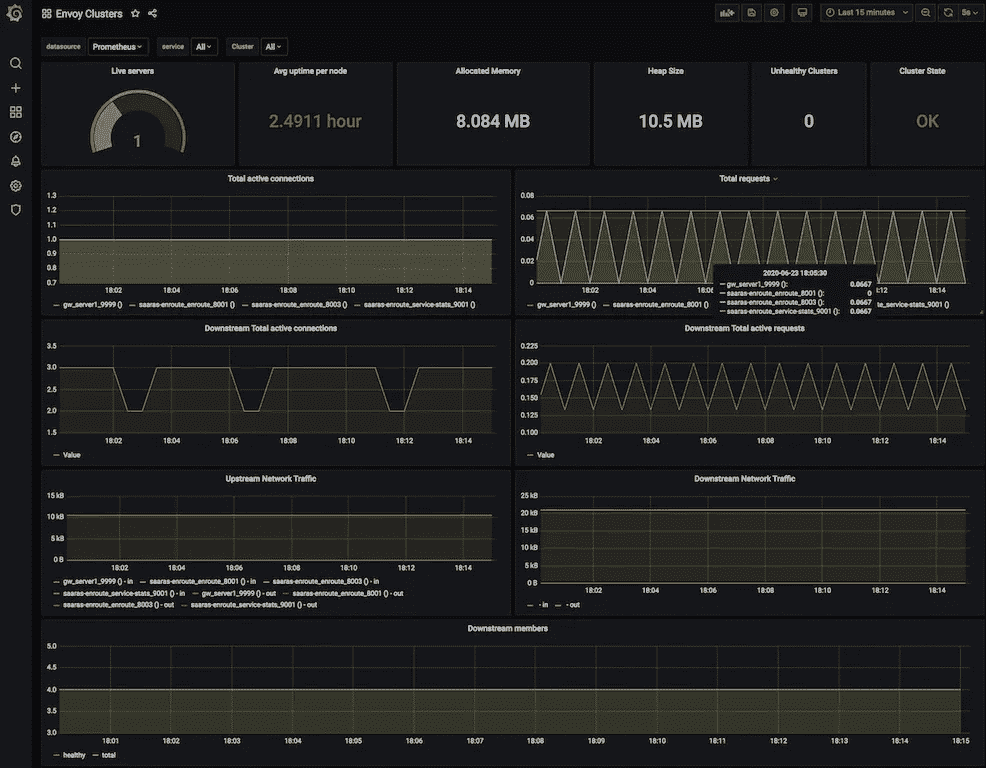 Envoy Clusters
Last 15 minutes
5s
datasource Prometheus service All Cluster All
Live servers
1
Avg uptime per node
2.4911 hour
Allocated Memory
8.084 MB
Heap Size
10.5 MB
Unhealthy Clusters
0
Cluster State
OK
Total active connections
1.3
1.2
1.1
1.0
0.9
0.8
0.7
18:02 18:04 18:06 18:08 18:10 18:12 18:14
gw_server1_9999 () saaras-enroute_enroute_8001 () saaras-enroute_enroute_8003 () saaras-enroute_service-stats_9001 ()
Total requests
0.08
0.06
0.04
0.02
0
18:02 18:04 18:06 18:12 18:14
gw_server1_9999 () saaras-enroute_enroute_8001 () _service-stats_9001 ()
2020-06-23 18:05:30
gw_server1_9999 (): 0.0667
saaras-enroute_enroute_8001 (): 0
saaras-enroute_enroute_8003 (): 0.0667
saaras-enroute_service-stats_9001 (): 0.0667
Downstream Total active connections
3.5
3.0
2.5
2.0
1.5
18:02 18:04 18:06 18:08 18:10 18:12 18:14
Value
Downstream Total active requests
0.225
0.200
0.175
0.150
0.125
0.100
18:02 18:04 18:06 18:08 18:10 18:12 18:14
Value
Upstream Network Traffic
15 kB
10 kB
5 kB
0 B
18:02 18:04 18:06 18:08 18:10 18:12 18:14
gw_server1_9999 () - in saaras-enroute_enroute_8001 () - in saaras-enroute_enroute_8003 () - in
saaras-enroute_service-stats_9001 () - in gw_server1_9999 () - out saaras-enroute_enroute_8001 () - out
saaras-enroute_enroute_8003 () - out saaras-enroute_service-stats_9001 () - out
Downstream Network Traffic
25 kB
20 kB
15 kB
10 kB
5 kB
0 B
18:02 18:04 18:06 18:08 18:10 18:12 18:14
- in - out
Downstream members
5.0
4.5
4.0
3.5
3.0
18:01 18:02 18:03 18:04 18:05 18:06 18:07 18:08 18:09 18:10 18:11 18:12 18:13 18:14 18:15
healthy total